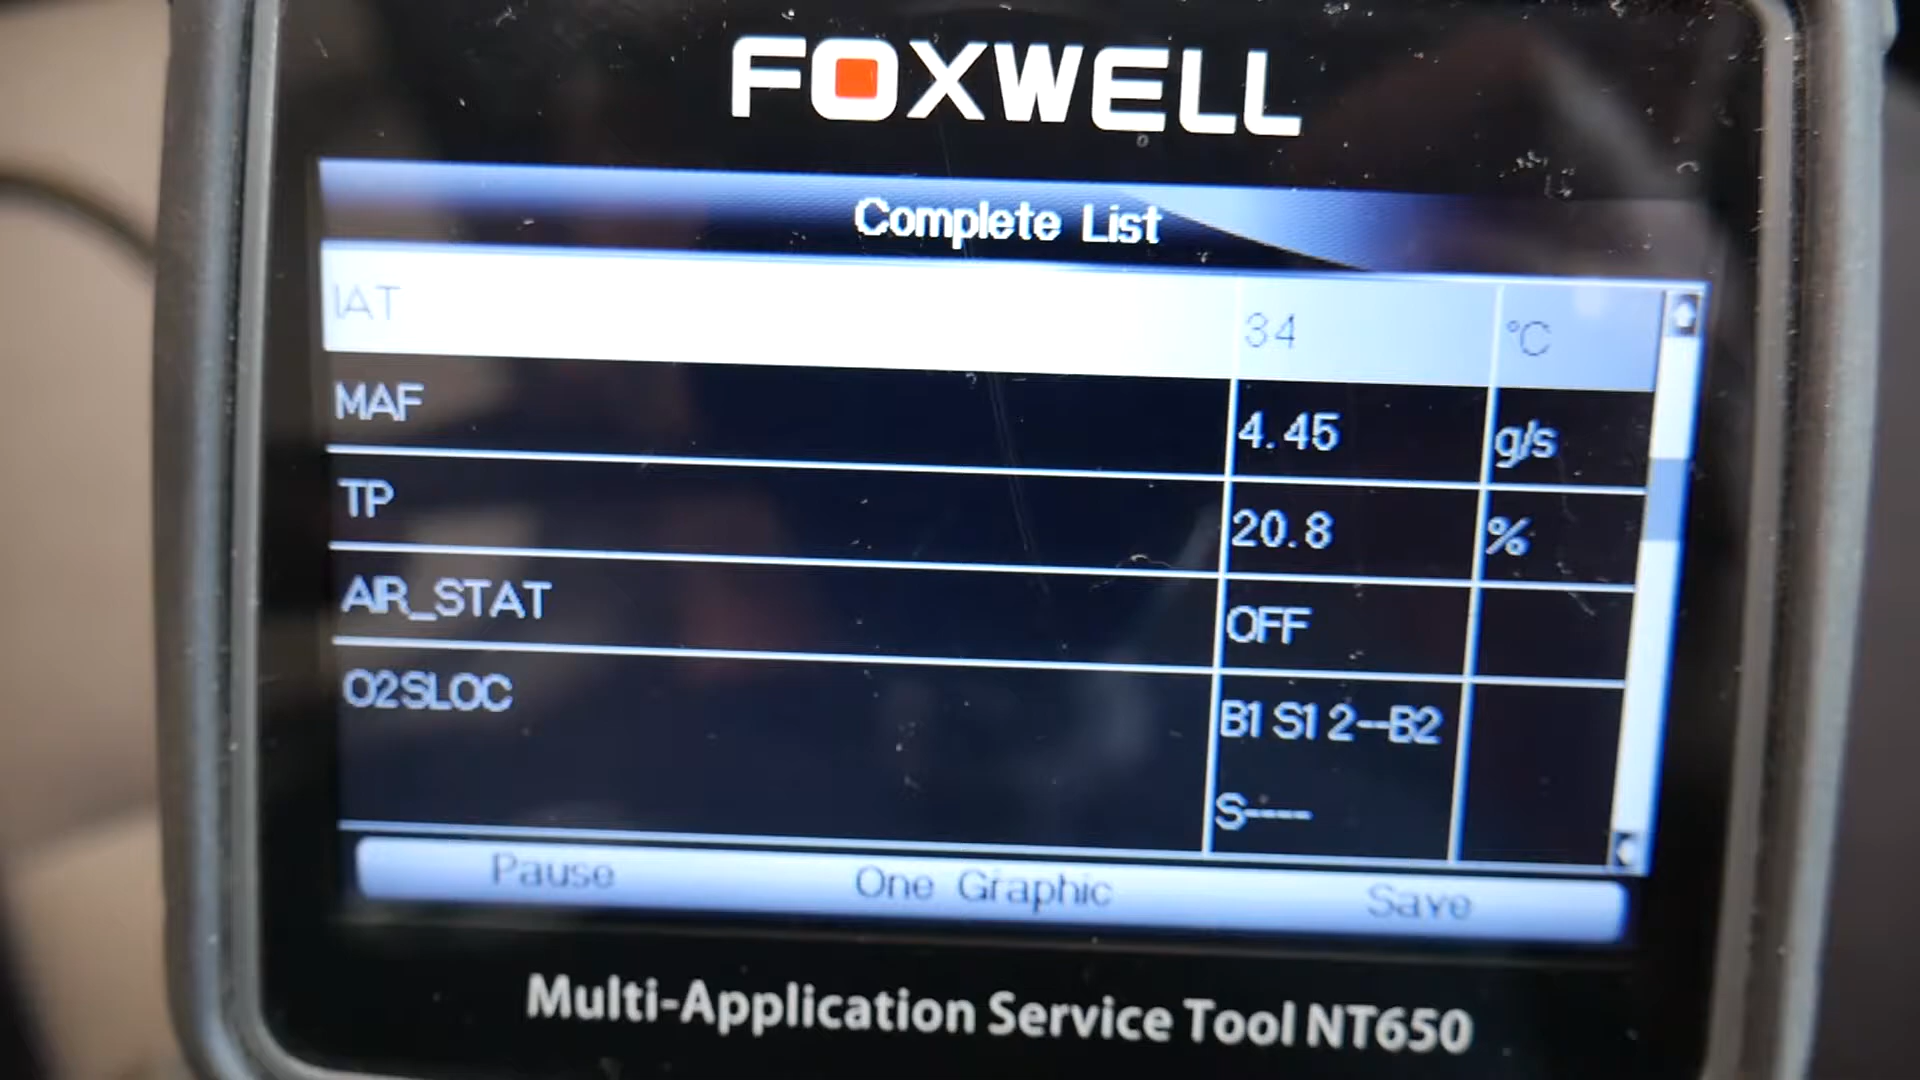 FOXWELL
Complete List
IAT 34 °C
MAF 4.45 g/s
TP 20.8 %
AIR_STAT OFF
O2SLOC B1 S1 2--B2
S----
Pause One Graphic Save
Multi-Application Service Tool NT650